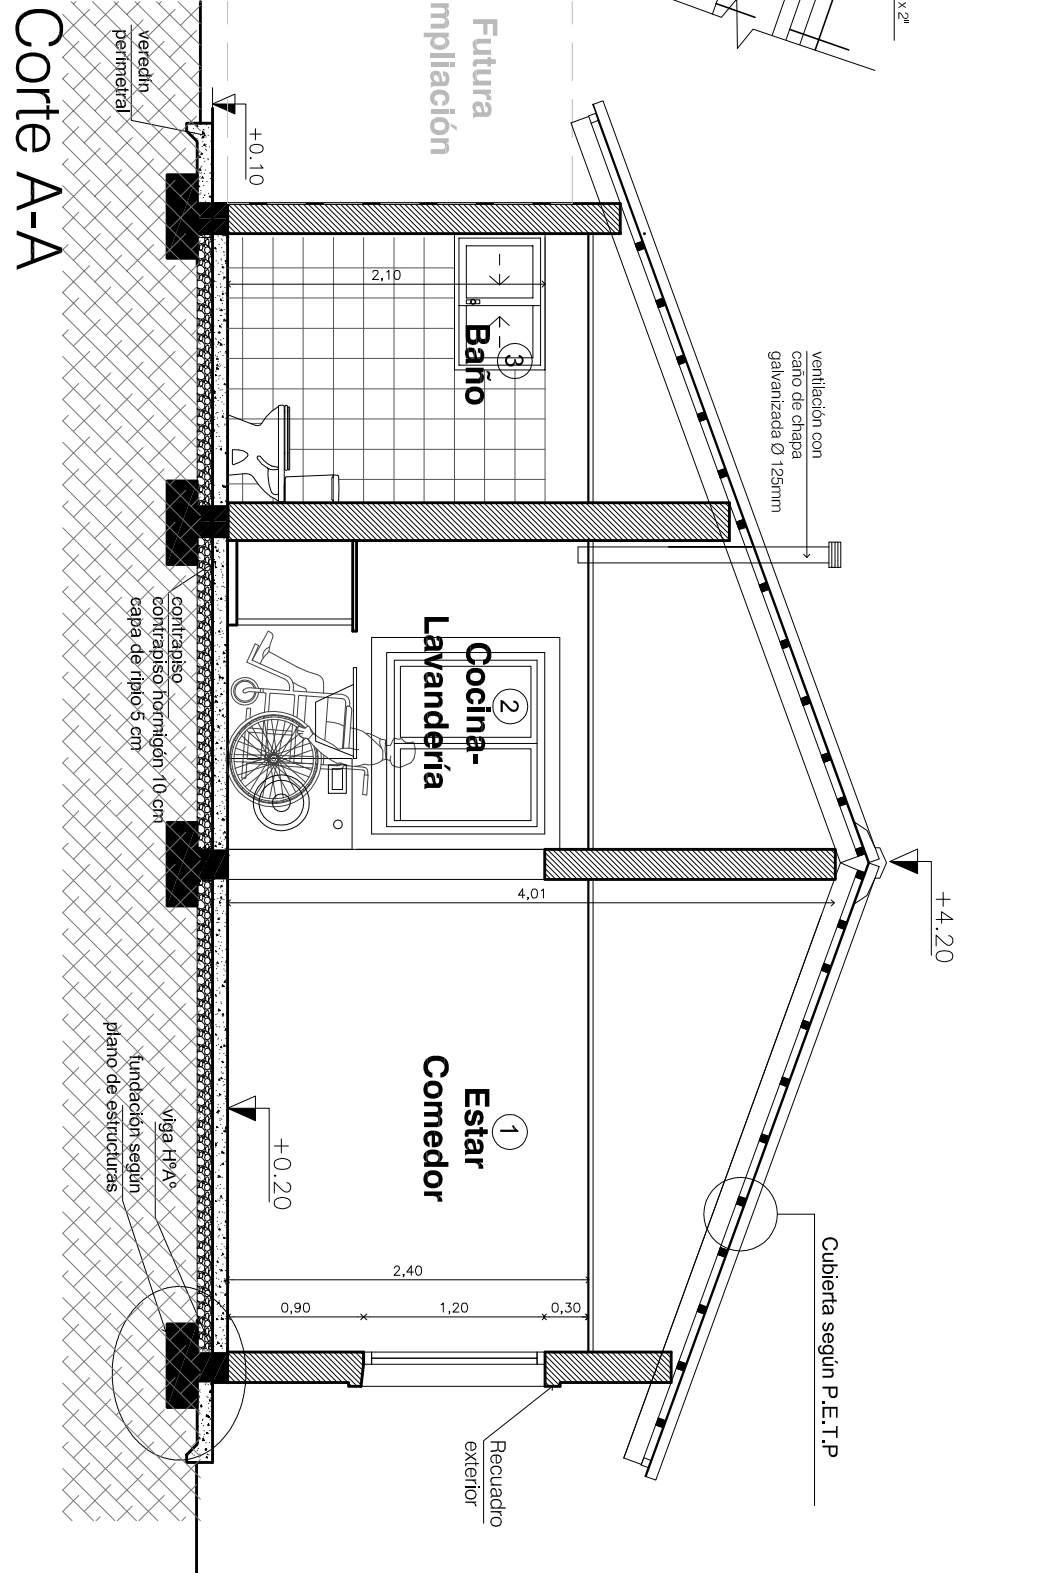 x 2"
Futura
mpliación
+0.10
veredín
perimetral
2,10
3
Baño
ventilación con
caño de chapa
galvanizada Ø 125mm
2
Cocina-
Lavandería
contrapiso
contrapiso hormigón 10 cm
capa de ripio 5 cm
+4.20
4,01
1
Estar
Comedor
+0.20
viga HºAº
fundación según
plano de estructuras
2,40
0,90
1,20
0,30
Cubierta según P.E.T.P
Recuadro
exterior
Corte A-A